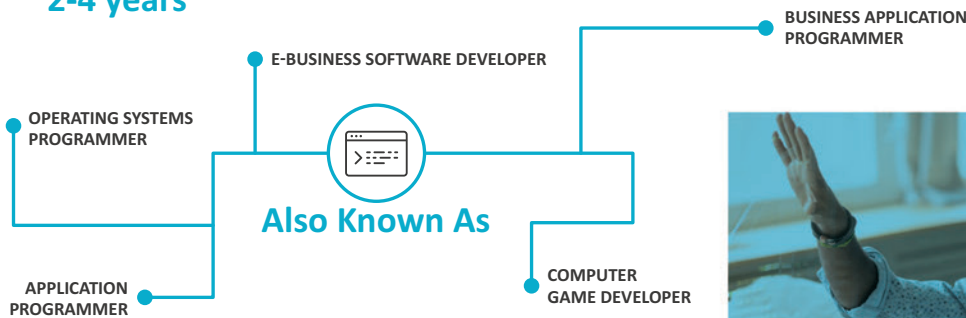 2-4 years
BUSINESS APPLICATION
PROGRAMMER
E-BUSINESS SOFTWARE DEVELOPER
OPERATING SYSTEMS
PROGRAMMER
Also Known As
APPLICATION
PROGRAMMER
COMPUTER
GAME DEVELOPER